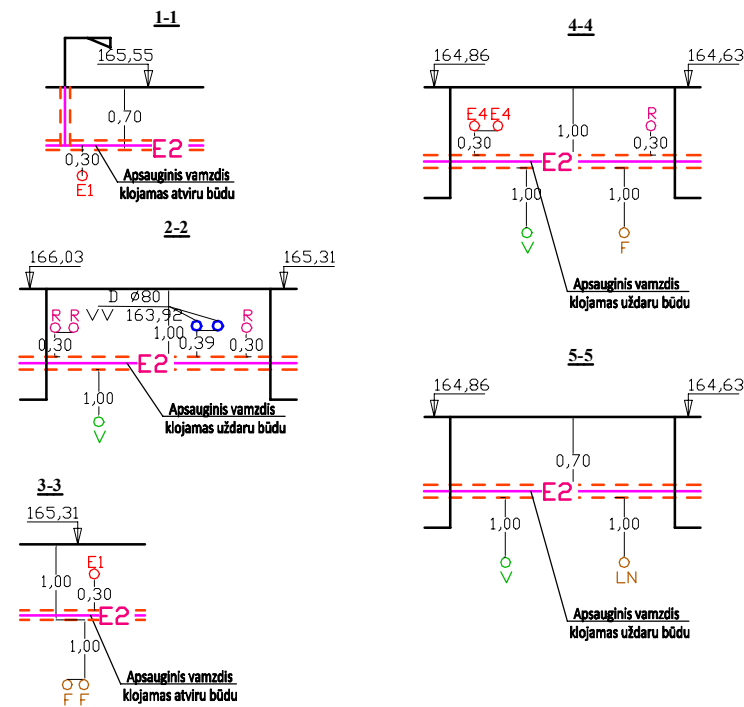 1-1
165,55
0,70
E2
0,30
E1
Apsauginis vamzdis
klojamas atviru būdu
2-2
166,03
165,31
D Ø80
VV 163,92
R R
R
1,00
0,30
0,39
0,30
E2
1,00
V
Apsauginis vamzdis
klojamas uždaru būdu
3-3
165,31
E1
1,00
0,30
E2
1,00
F F
Apsauginis vamzdis
klojamas atviru būdu
4-4
164,86
164,63
E4 E4
R
1,00
0,30
0,30
E2
1,00
1,00
V
F
Apsauginis vamzdis
klojamas uždaru būdu
5-5
164,86
164,63
0,70
E2
1,00
1,00
V
LN
Apsauginis vamzdis
klojamas uždaru būdu